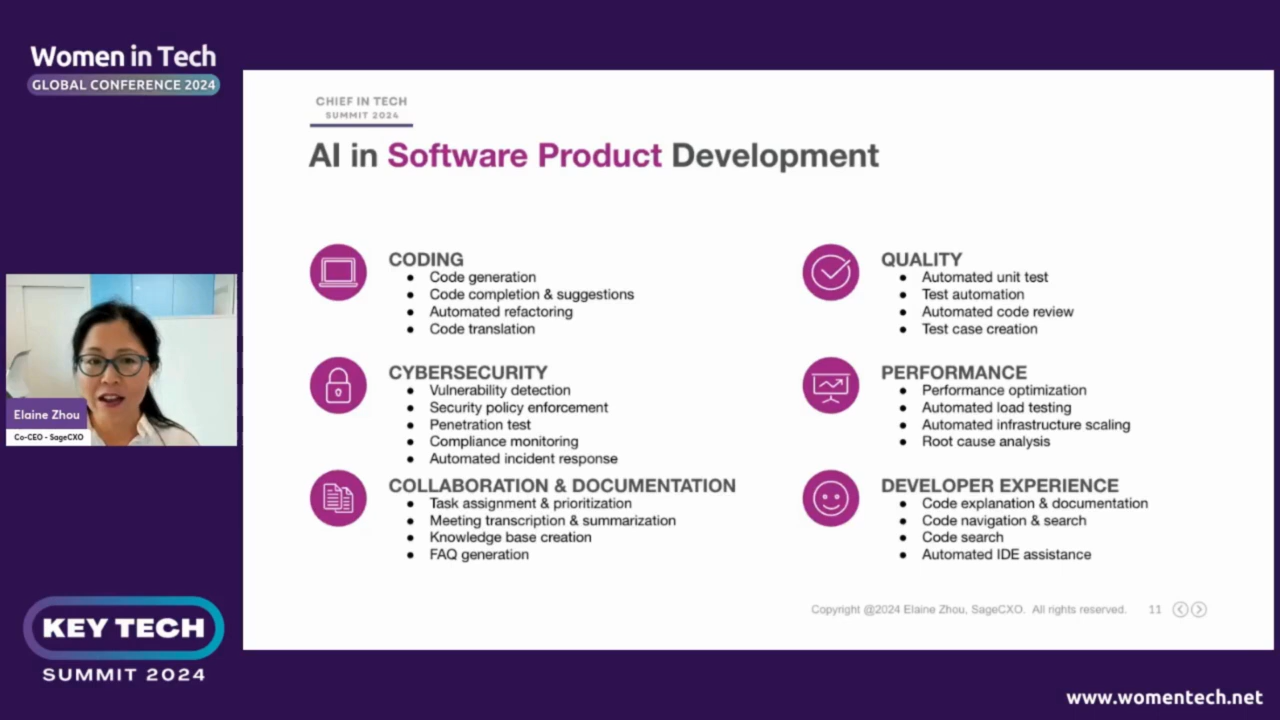 Women in Tech
GLOBAL CONFERENCE 2024
CHIEF IN TECH
SUMMIT 2024
AI in Software Product Development
CODING
● Code generation
● Code completion & suggestions
● Automated refactoring
● Code translation
CYBERSECURITY
● Vulnerability detection
● Security policy enforcement
● Penetration test
● Compliance monitoring
● Automated incident response
COLLABORATION & DOCUMENTATION
● Task assignment & prioritization
● Meeting transcription & summarization
● Knowledge base creation
● FAQ generation
QUALITY
● Automated unit test
● Test automation
● Automated code review
● Test case creation
PERFORMANCE
● Performance optimization
● Automated load testing
● Automated infrastructure scaling
● Root cause analysis
DEVELOPER EXPERIENCE
● Code explanation & documentation
● Code navigation & search
● Code search
● Automated IDE assistance
Copyright @2024 Elaine Zhou, SageCXO. All rights reserved. 11
Elaine Zhou
Co-CEO - SageCXO
KEY TECH
SUMMIT 2024
www.womentech.net